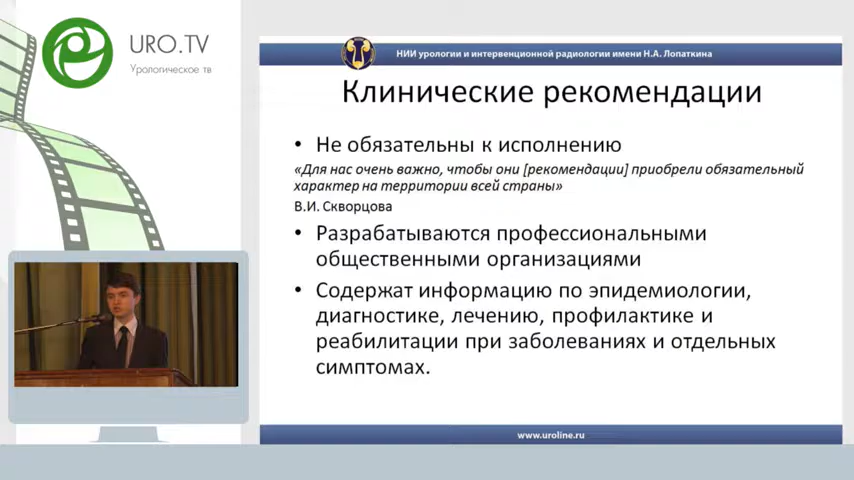 URO.TV
Урологическое тв
НИИ урологии и интервенционной радиологии имени Н.А. Лопаткина
Клинические рекомендации
• Не обязательны к исполнению
«Для нас очень важно, чтобы они [рекомендации] приобрели обязательный
характер на территории всей страны»
В.И. Скворцова
• Разрабатываются профессиональными
общественными организациями
• Содержат информацию по эпидемиологии,
диагностике, лечению, профилактике и
реабилитации при заболеваниях и отдельных
симптомах.
www.uroline.ru